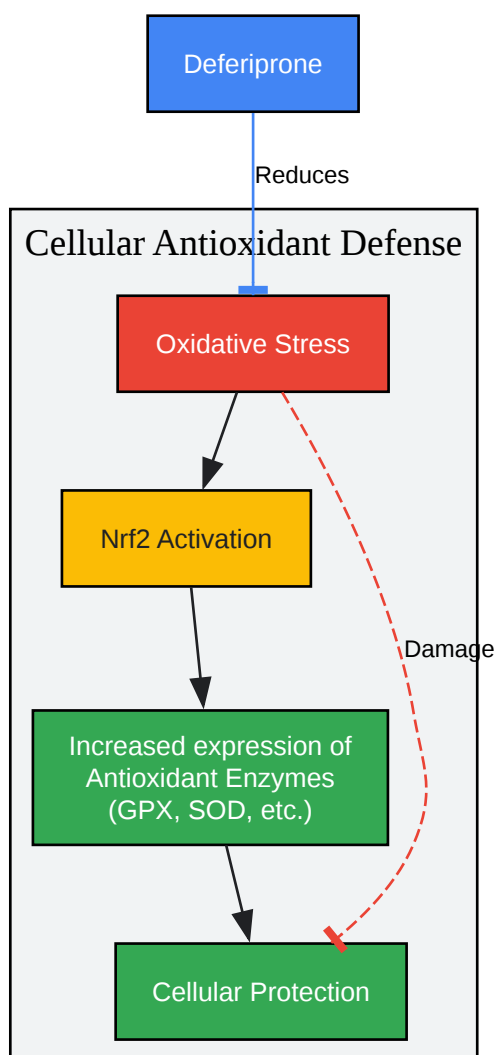 Deferiprone
Reduces
Cellular Antioxidant Defense
Oxidative Stress
Nrf2 Activation
Damage
Increased expression of
Antioxidant Enzymes
(GPX, SOD, etc.)
Cellular Protection